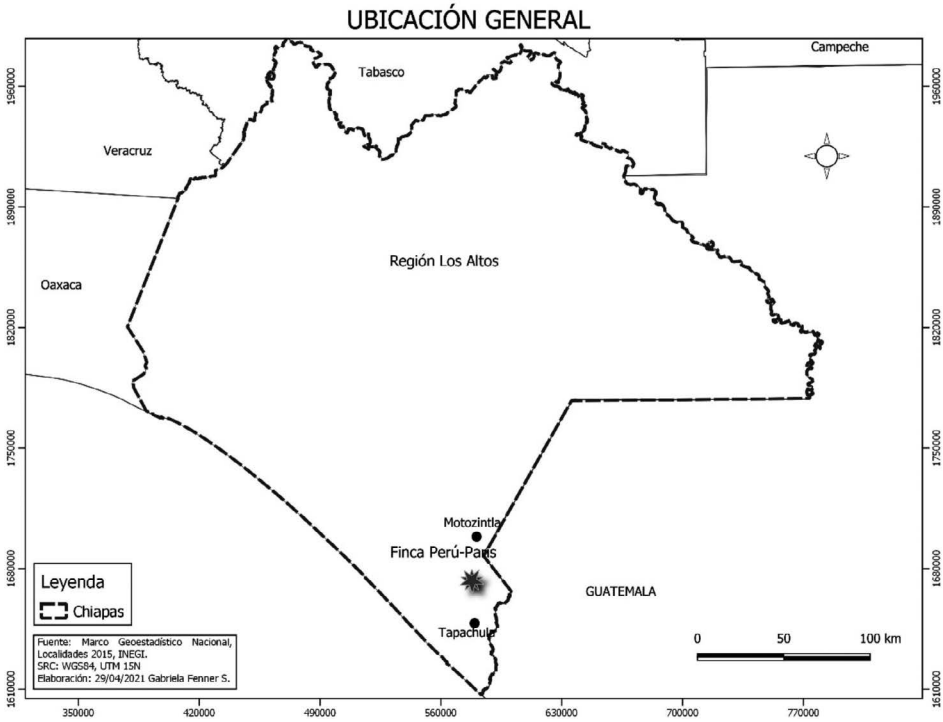 UBICACIÓN GENERAL
Campeche
Tabasco
Veracruz
Región Los Altos
Oaxaca
Motozintla
Finca Perú-París
GUATEMALA
Tapachula
Leyenda
Chiapas
Fuente: Marco Geoestadístico Nacional,
Localidades 2015, INEGI.
SRC: WGS84, UTM 15N
Elaboración: 29/04/2021 Gabriela Fenner S.
0 50 100 km
1960000 1960000
1890000 1890000
1820000 1820000
1750000 1750000
1680000 1680000
1610000 1610000
350000 420000 490000 560000 630000 700000 770000